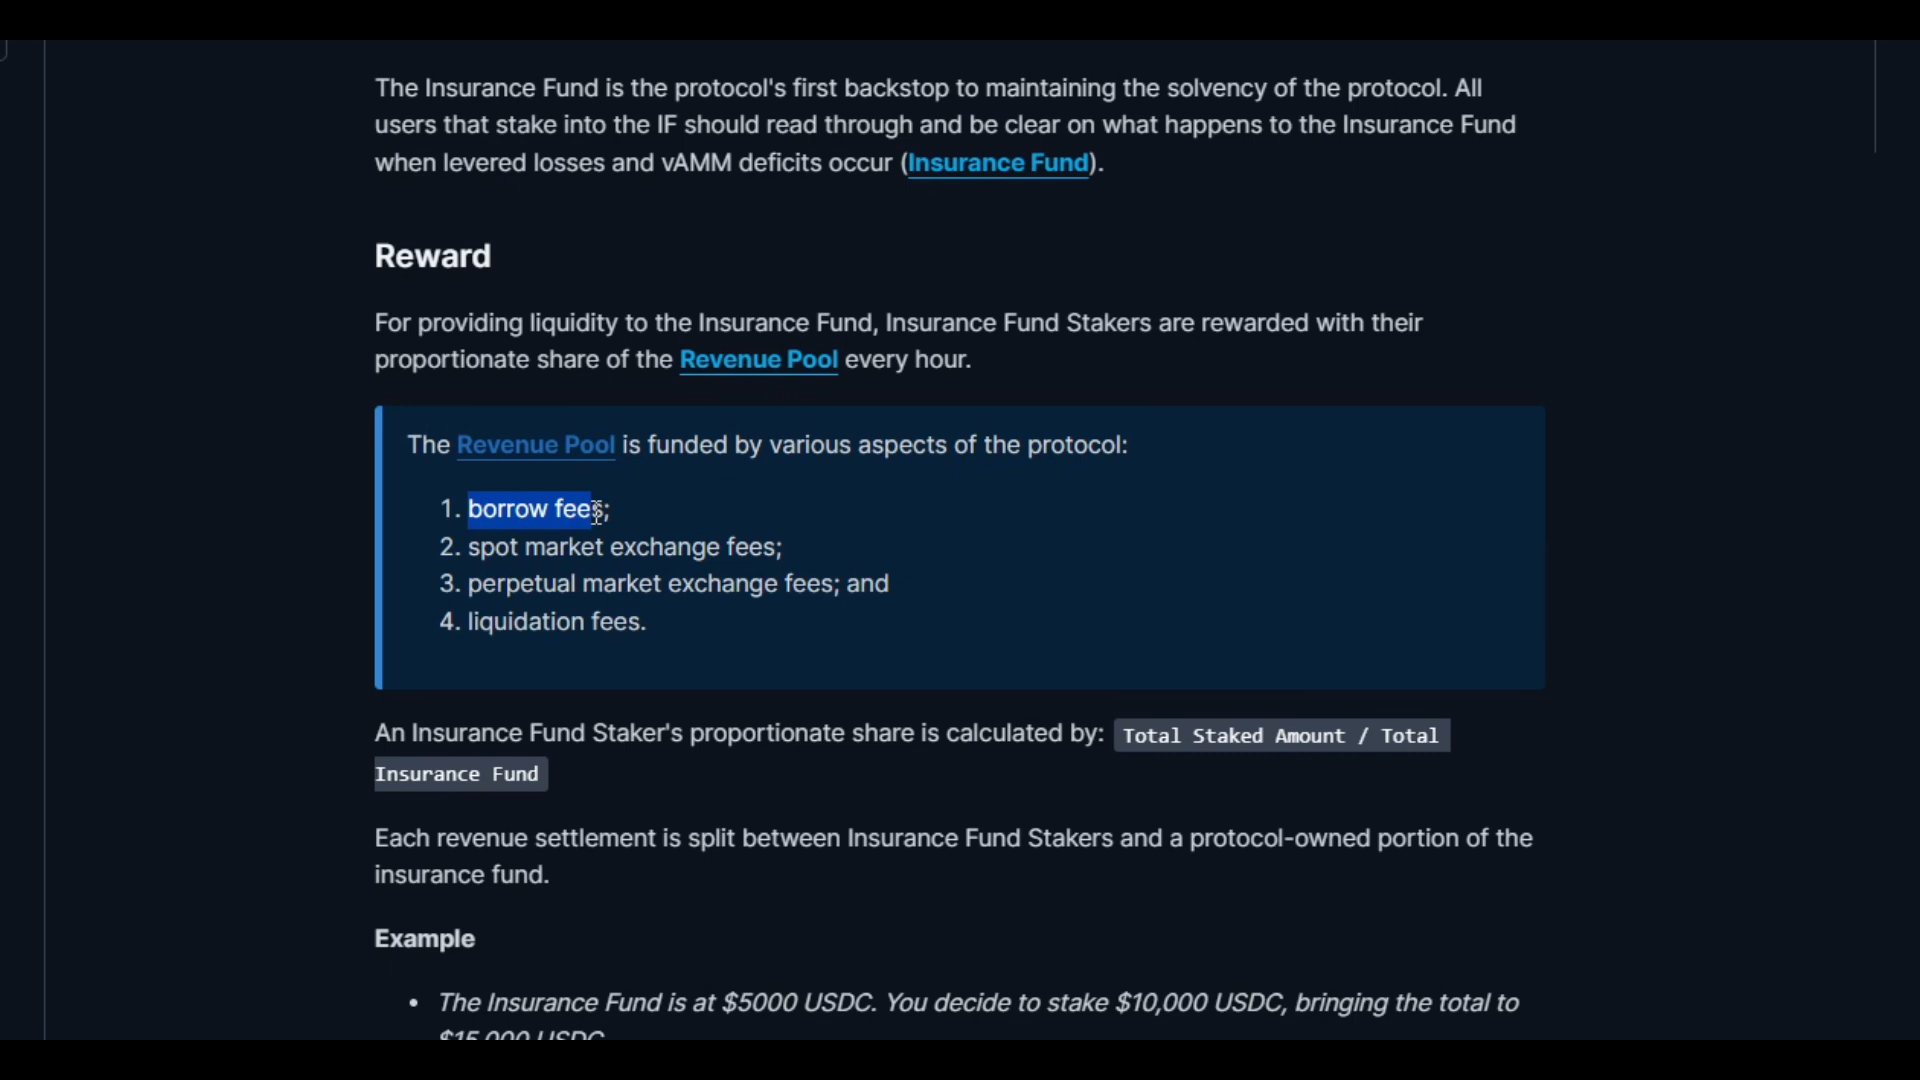 The Insurance Fund is the protocol's first backstop to maintaining the solvency of the protocol. All
users that stake into the IF should read through and be clear on what happens to the Insurance Fund
when levered losses and vAMM deficits occur (Insurance Fund).
Reward
For providing liquidity to the Insurance Fund, Insurance Fund Stakers are rewarded with their
proportionate share of the Revenue Pool every hour.
The Revenue Pool is funded by various aspects of the protocol:
1. borrow fees;
2. spot market exchange fees;
3. perpetual market exchange fees; and
4. liquidation fees.
An Insurance Fund Staker's proportionate share is calculated by: Total Staked Amount / Total
Insurance Fund
Each revenue settlement is split between Insurance Fund Stakers and a protocol-owned portion of the
insurance fund.
Example
• The Insurance Fund is at $5000 USDC. You decide to stake $10,000 USDC, bringing the total to
$15,000 USDC